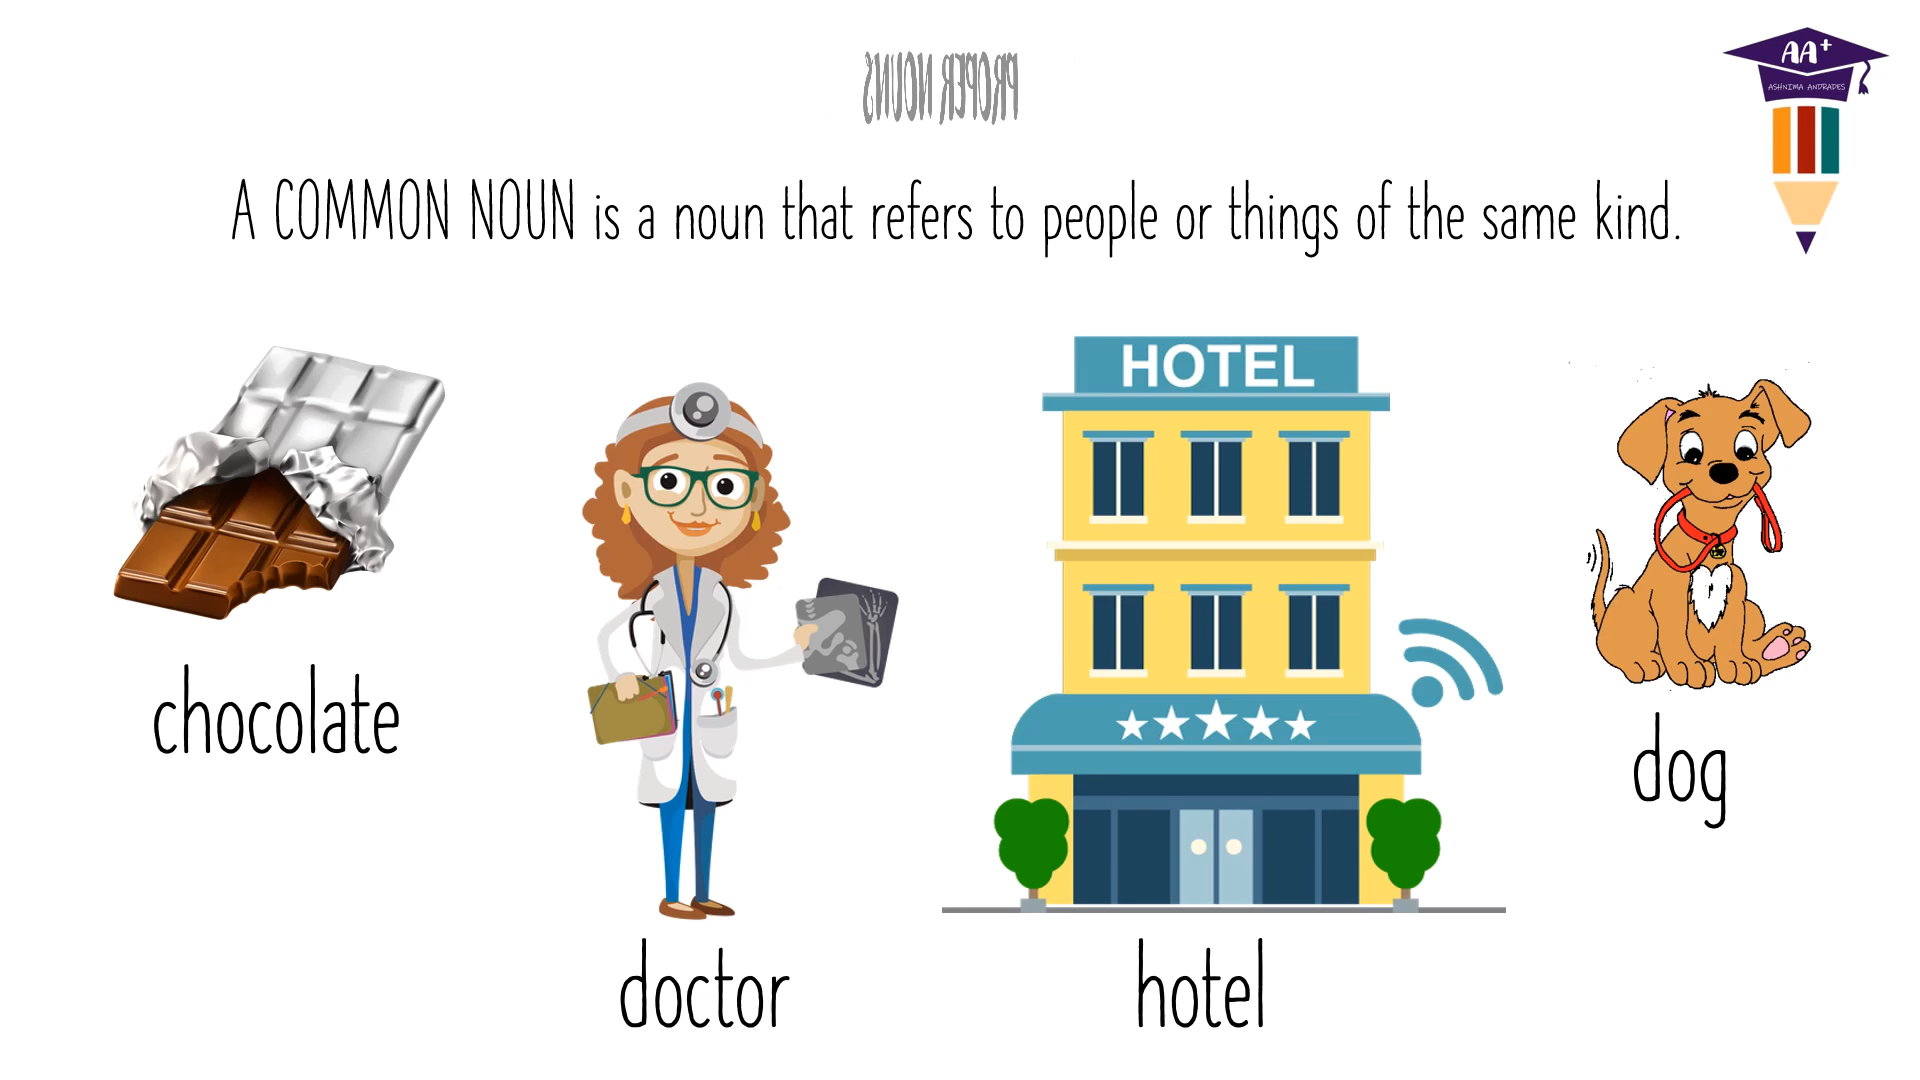 PROPER NOUNS
AA+
ASHNIMA ANDRADES
A COMMON NOUN is a noun that refers to people or things of the same kind.
HOTEL
chocolate
dog
doctor
hotel